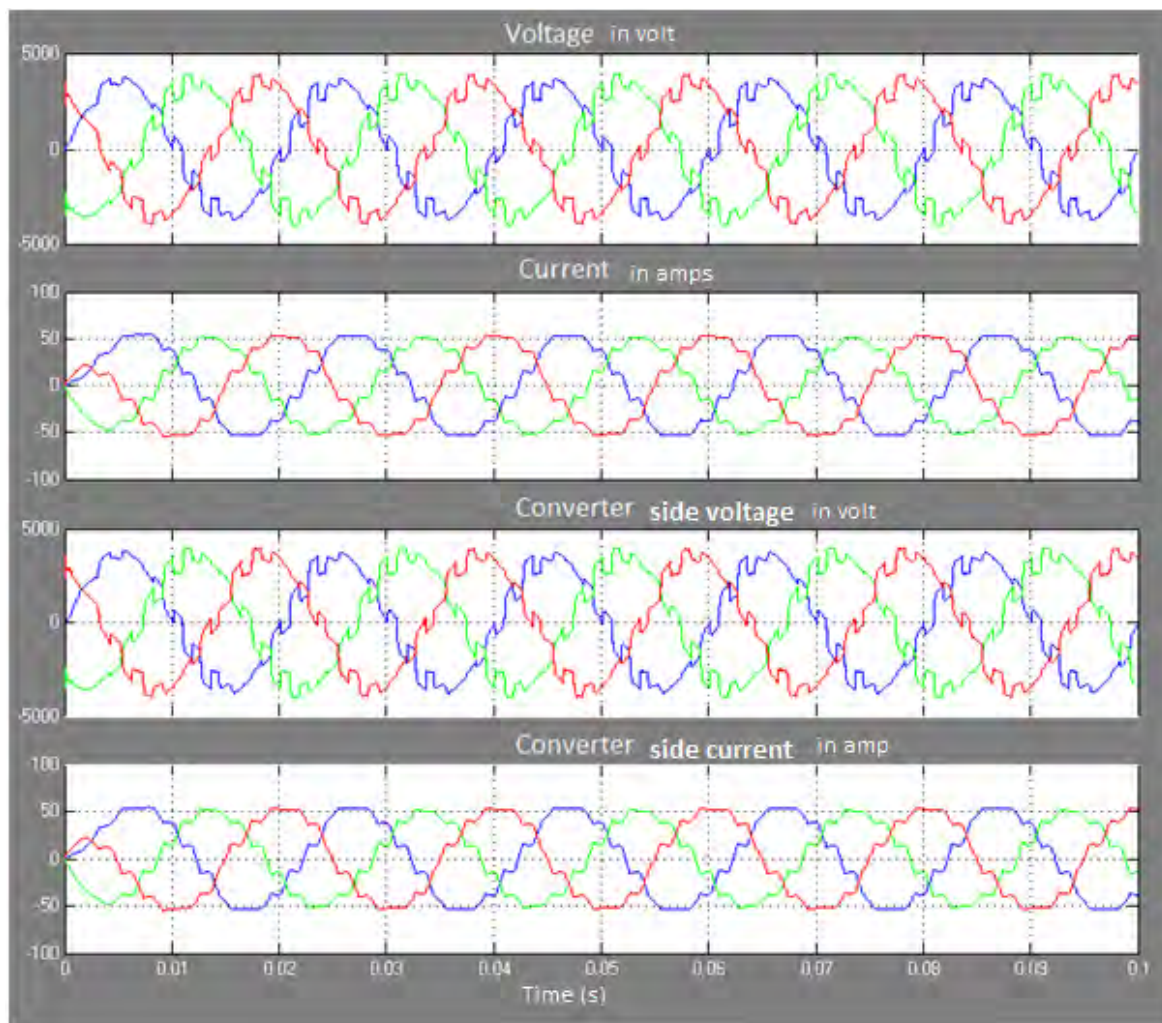 Voltage in volt
5000
0
-5000
Current in amps
100
50
0
-50
-100
Converter side voltage in volt
5000
0
-5000
Converter side current in amp
100
50
0
-50
-100
0 0.01 0.02 0.03 0.04 0.05 0.06 0.07 0.08 0.09 0.1
Time (s)